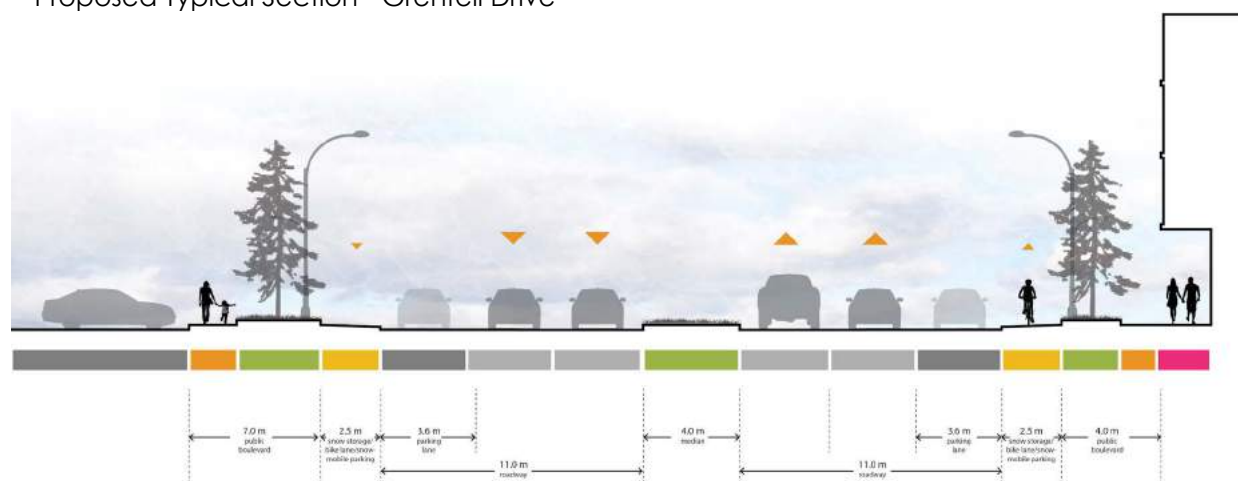 Proposed Typical Section - Grenfell Drive
7.0 m
public
boulevard
2.5 m
snow storage/
bike lane/snow-
mobile parking
3.6 m
parking
lane
11.0 m
roadway
4.0 m
median
11.0 m
roadway
3.6 m
parking
lane
2.5 m
snow storage/
bike lane/snow-
mobile parking
4.0 m
public
boulevard